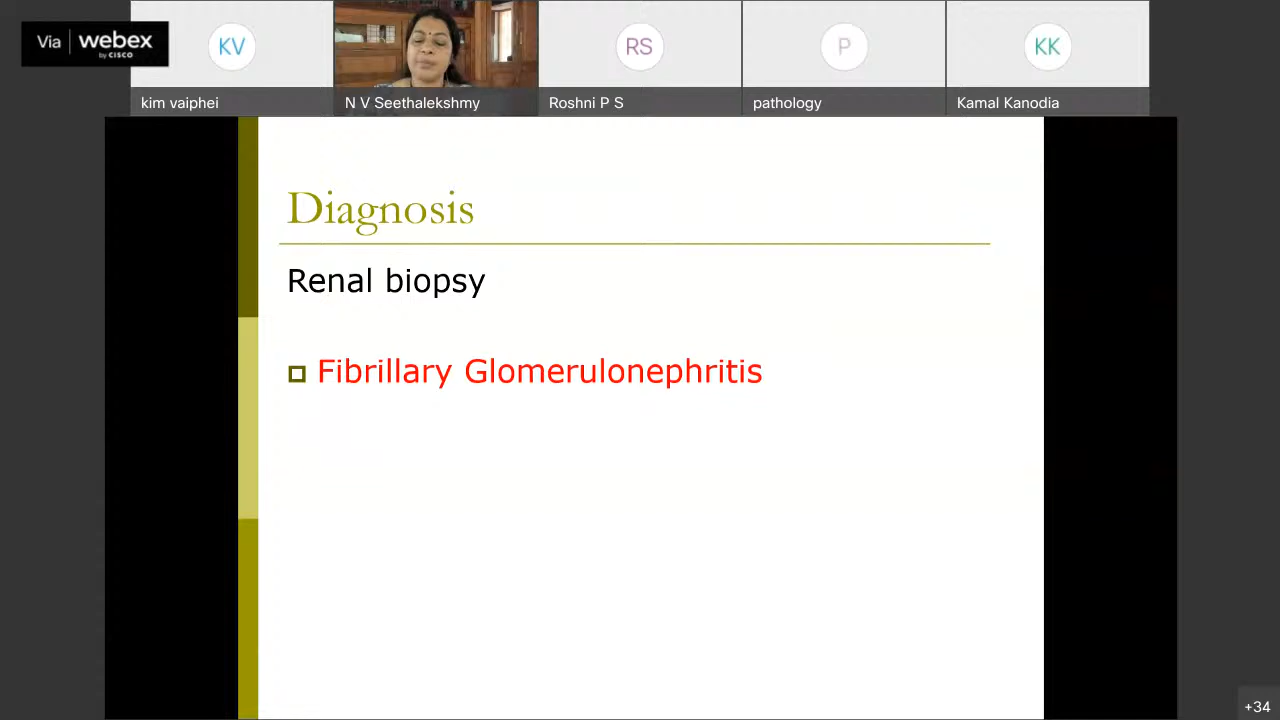 Via webex
by CISCO
KV
RS
P
KK
kim vaiphei
N V Seethalekshmy
Roshni P S
pathology
Kamal Kanodia
Diagnosis
Renal biopsy
Fibrillary Glomerulonephritis
+34